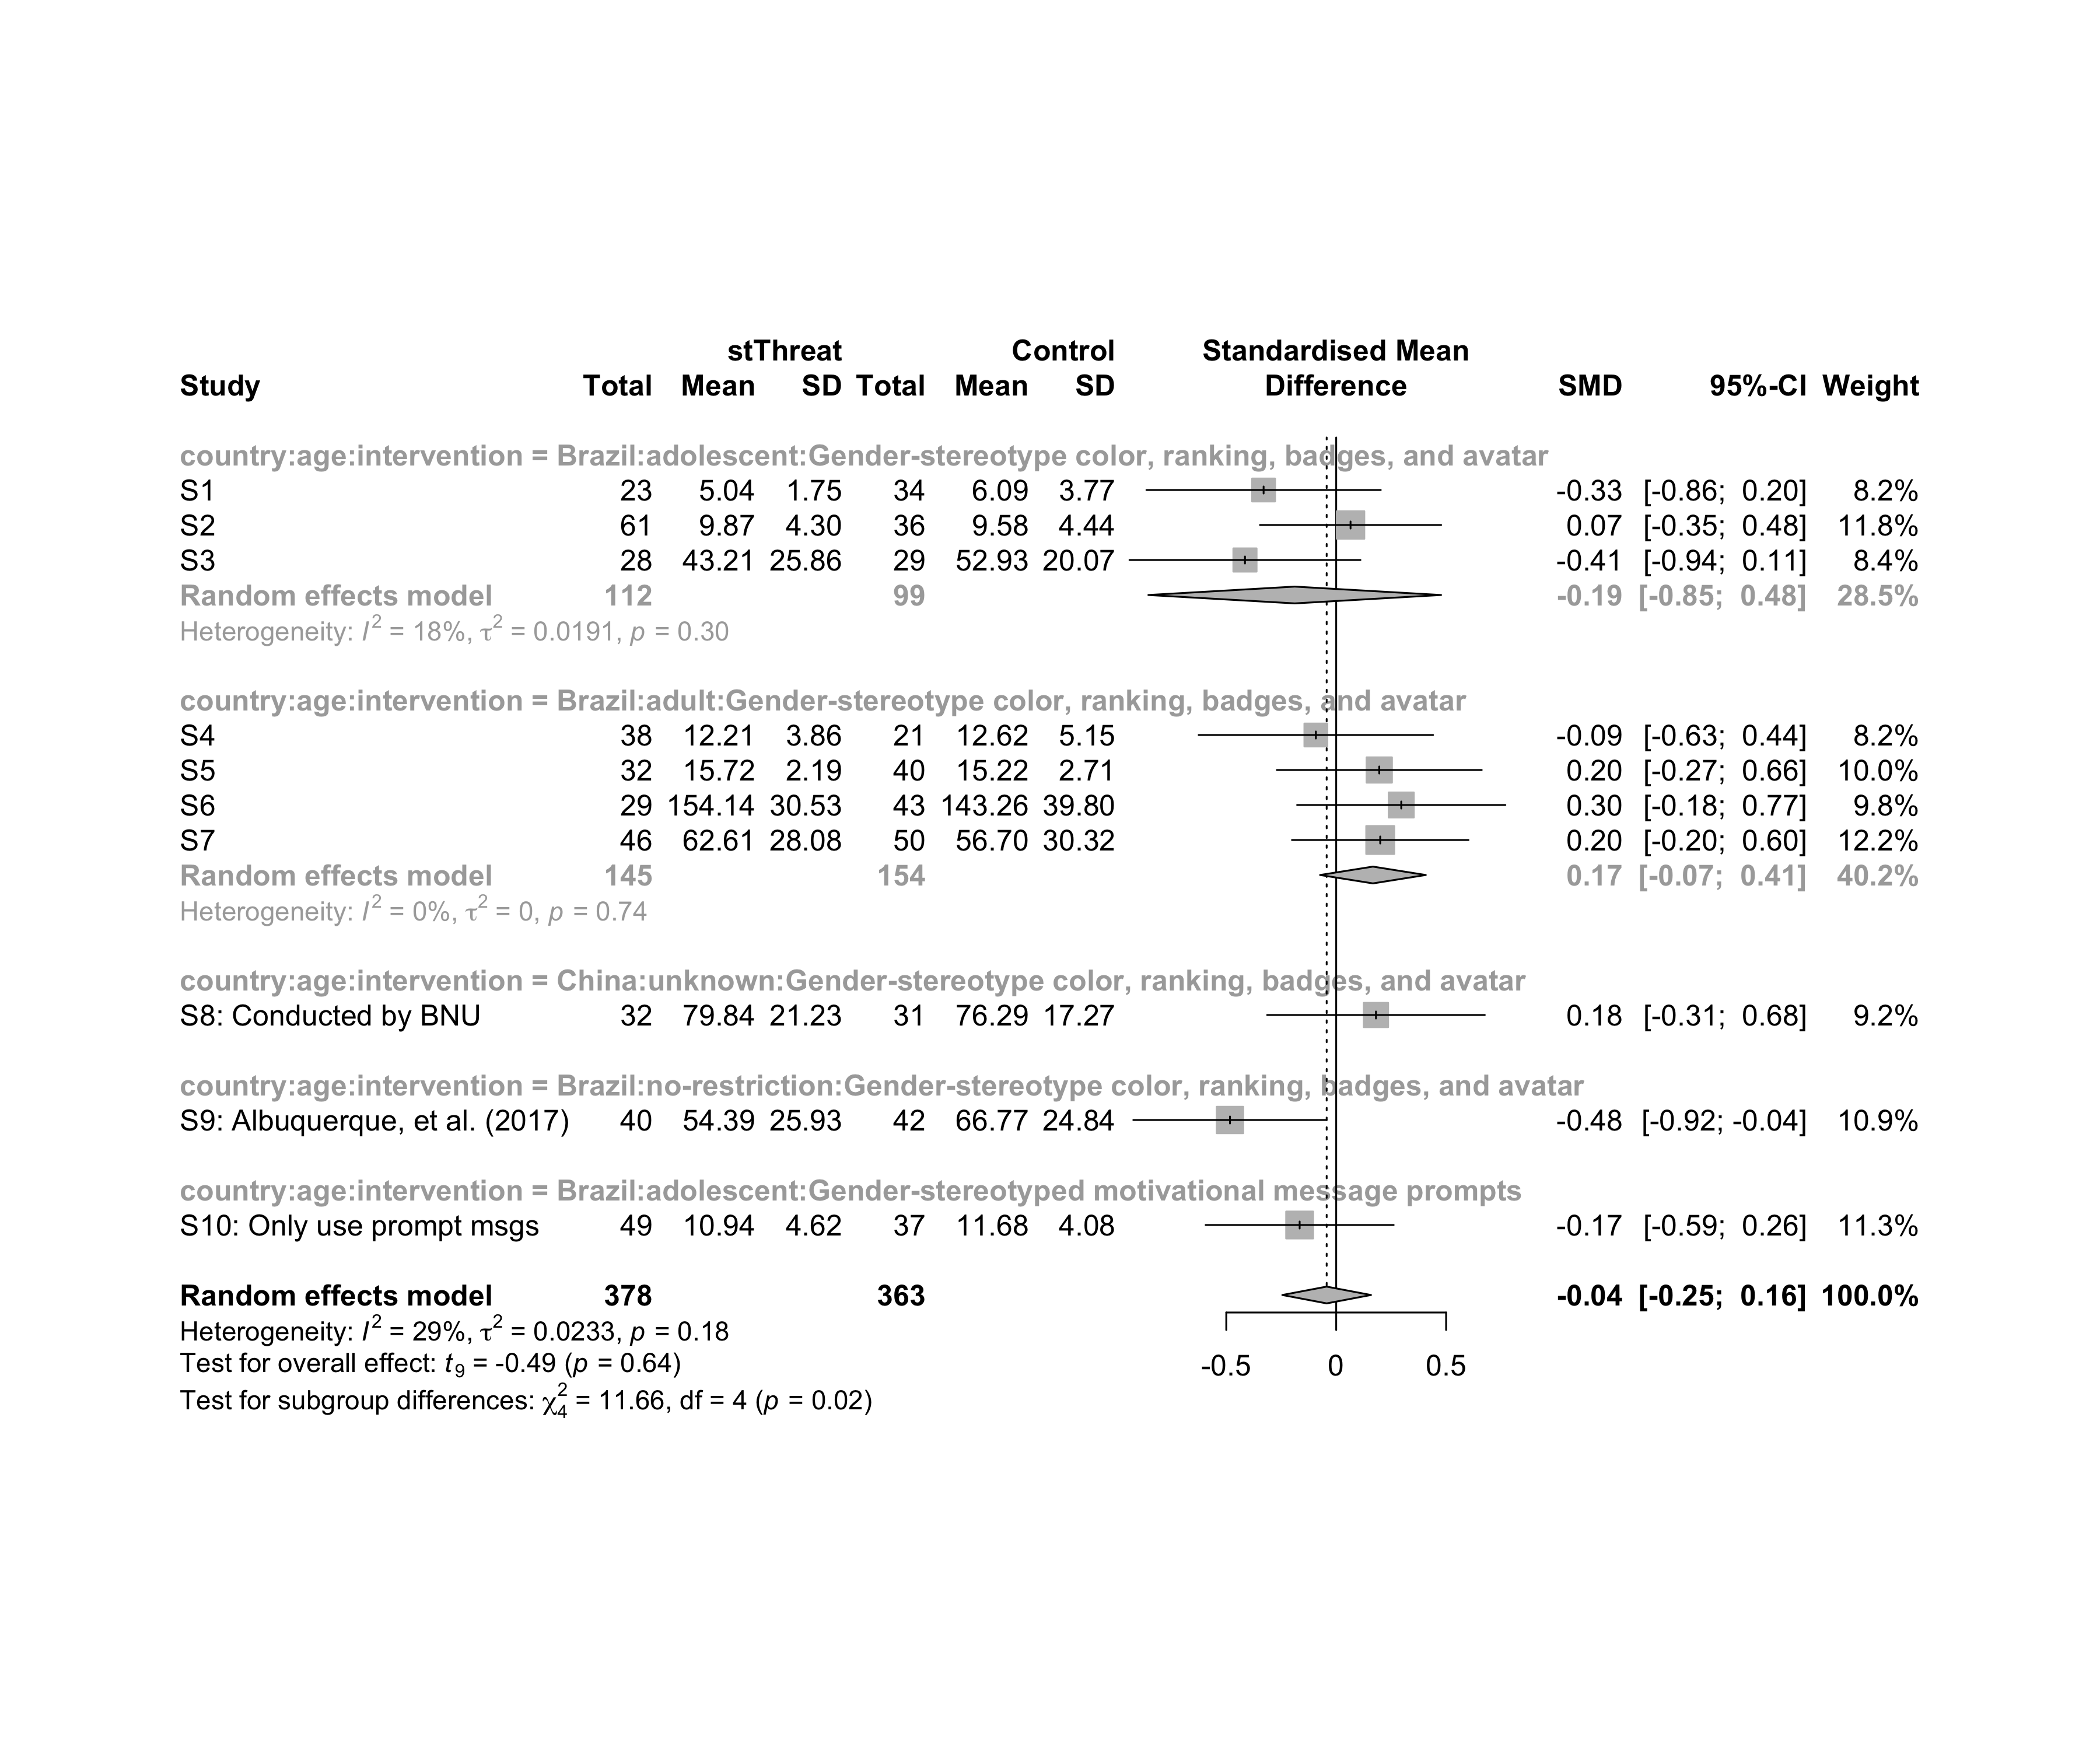 stThreat Control Standardised Mean
Study Total Mean SD Total Mean SD Difference SMD 95%-CI Weight
country:age:intervention = Brazil:adolescent:Gender-stereotype color, ranking, badges, and avatar
S1 23 5.04 1.75 34 6.09 3.77 -0.33 [-0.86; 0.20] 8.2%
S2 61 9.87 4.30 36 9.58 4.44 0.07 [-0.35; 0.48] 11.8%
S3 28 43.21 25.86 29 52.93 20.07 -0.41 [-0.94; 0.11] 8.4%
Random effects model 112 99 -0.19 [-0.85; 0.48] 28.5%
Heterogeneity: I² = 18%, τ² = 0.0191, p = 0.30
country:age:intervention = Brazil:adult:Gender-stereotype color, ranking, badges, and avatar
S4 38 12.21 3.86 21 12.62 5.15 -0.09 [-0.63; 0.44] 8.2%
S5 32 15.72 2.19 40 15.22 2.71 0.20 [-0.27; 0.66] 10.0%
S6 29 154.14 30.53 43 143.26 39.80 0.30 [-0.18; 0.77] 9.8%
S7 46 62.61 28.08 50 56.70 30.32 0.20 [-0.20; 0.60] 12.2%
Random effects model 145 154 0.17 [-0.07; 0.41] 40.2%
Heterogeneity: I² = 0%, τ² = 0, p = 0.74
country:age:intervention = China:unknown:Gender-stereotype color, ranking, badges, and avatar
S8: Conducted by BNU 32 79.84 21.23 31 76.29 17.27 0.18 [-0.31; 0.68] 9.2%
country:age:intervention = Brazil:no-restriction:Gender-stereotype color, ranking, badges, and avatar
S9: Albuquerque, et al. (2017) 40 54.39 25.93 42 66.77 24.84 -0.48 [-0.92; -0.04] 10.9%
country:age:intervention = Brazil:adolescent:Gender-stereotyped motivational message prompts
S10: Only use prompt msgs 49 10.94 4.62 37 11.68 4.08 -0.17 [-0.59; 0.26] 11.3%
Random effects model 378 363 -0.04 [-0.25; 0.16] 100.0%
Heterogeneity: I² = 29%, τ² = 0.0233, p = 0.18
Test for overall effect: t₉ = -0.49 (p = 0.64)
-0.5 0 0.5
Test for subgroup differences: χ²₄ = 11.66, df = 4 (p = 0.02)